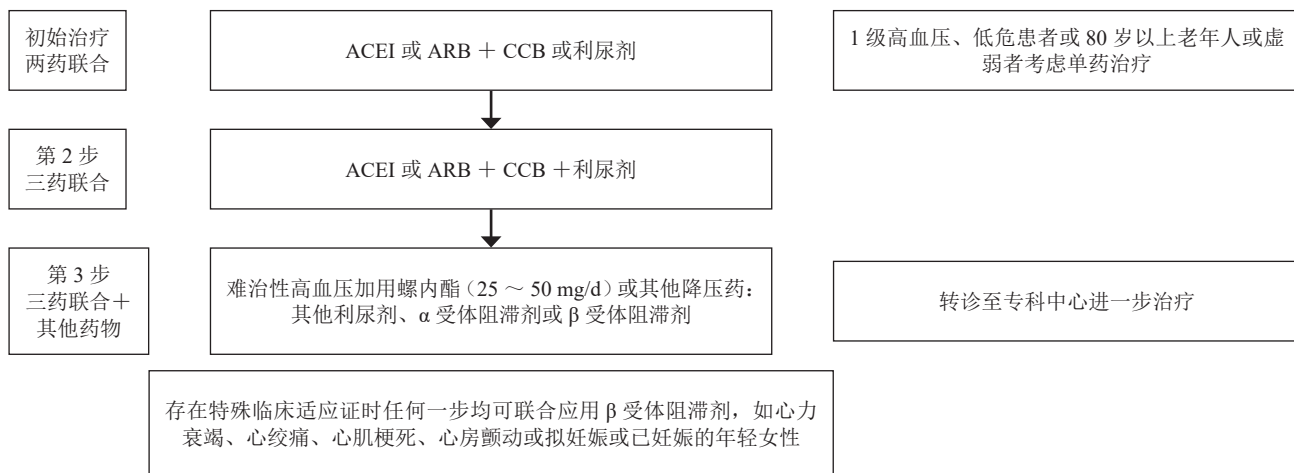 初始治疗
两药联合
ACEI 或 ARB + CCB 或利尿剂
1 级高血压、低危患者或 80 岁以上老年人或虚
弱者考虑单药治疗
第 2 步
三药联合
ACEI 或 ARB + CCB +利尿剂
第 3 步
三药联合+
其他药物
难治性高血压加用螺内酯(25 ~ 50 mg/d)或其他降压药:
其他利尿剂、α 受体阻滞剂或 β 受体阻滞剂
转诊至专科中心进一步治疗
存在特殊临床适应证时任何一步均可联合应用 β 受体阻滞剂，如心力
衰竭、心绞痛、心肌梗死、心房颤动或拟妊娠或已妊娠的年轻女性